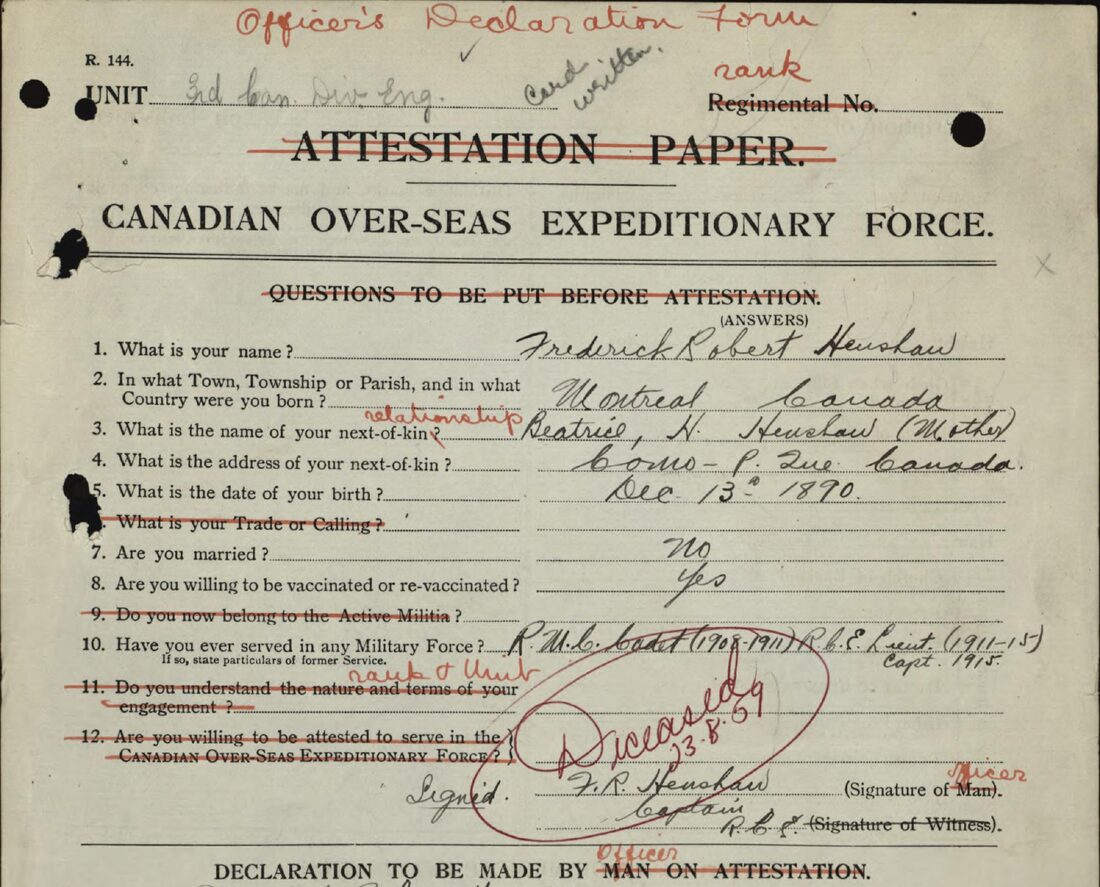 Officer's Declaration Form
R. 144.
UNIT 3rd Can. Div. Eng.
Card written.
rank
Regimental No.
ATTESTATION PAPER.
CANADIAN OVER-SEAS EXPEDITIONARY FORCE.
QUESTIONS TO BE PUT BEFORE ATTESTATION.
(ANSWERS)
1. What is your name? Frederick Robert Henshaw
2. In what Town, Township or Parish, and in what
Country were you born? Montreal Canada
relationship
3. What is the name of your next-of-kin? Beatrice, H. Henshaw (Mother)
4. What is the address of your next-of-kin? Como - P. Que Canada.
5. What is the date of your birth? Dec. 13th 1890.
What is your Trade or Calling?
7. Are you married? No
8. Are you willing to be vaccinated or re-vaccinated? Yes
9. Do you now belong to the Active Militia?
10. Have you ever served in any Military Force? R.M.C. Cadet (1908-1911) R.C.E. Lieut. (1911-15)
If so, state particulars of former Service. Capt. 1915.
rank & Unit
11. Do you understand the nature and terms of your
engagement?
Deceased
23.8.59
12. Are you willing to be attested to serve in the
CANADIAN OVER-SEAS EXPEDITIONARY FORCE?
Signed. F. R. Henshaw (Signature of Man). Officer
Captain
R.C.E. (Signature of Witness).
Officer
DECLARATION TO BE MADE BY MAN ON ATTESTATION.